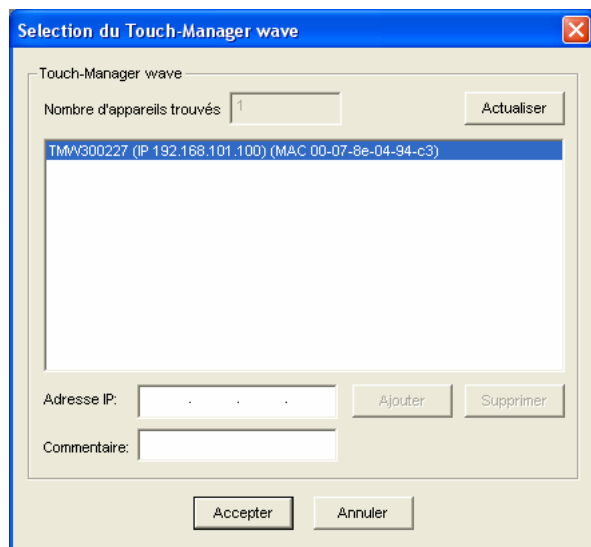 Selection du Touch-Manager wave
Touch-Manager wave
Nombre d'appareils trouvés 1 Actualiser
TMW300227 (IP 192.168.101.100) (MAC 00-07-8e-04-94-c3)
Adresse IP: . . . Ajouter Supprimer
Commentaire:
Accepter Annuler